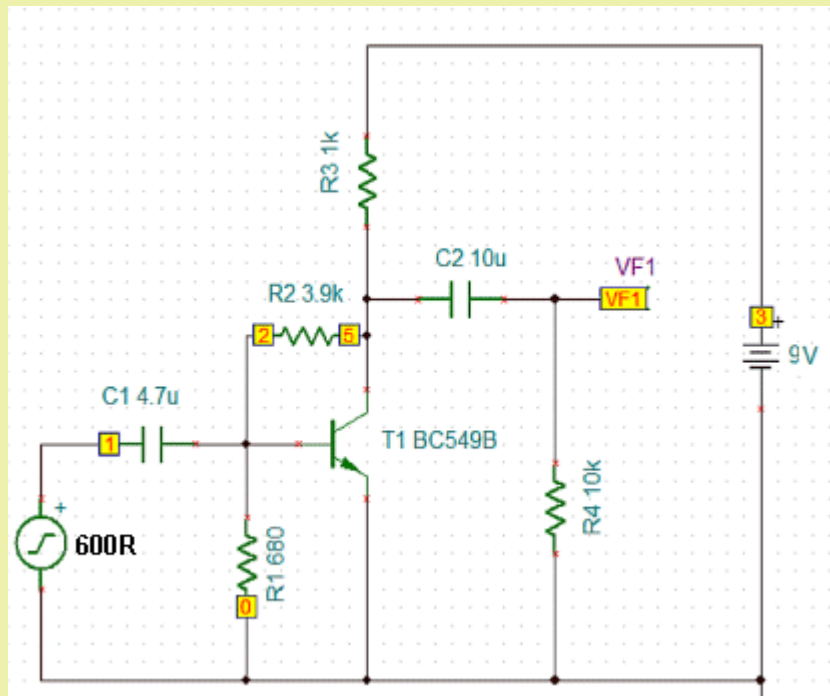 R3 1k
C2 10u
VF1
VF1
R2 3.9k
2
5
3
+
9V
C1 4.7u
1
T1 BC549B
+
600R
R1 680
R4 10k
0